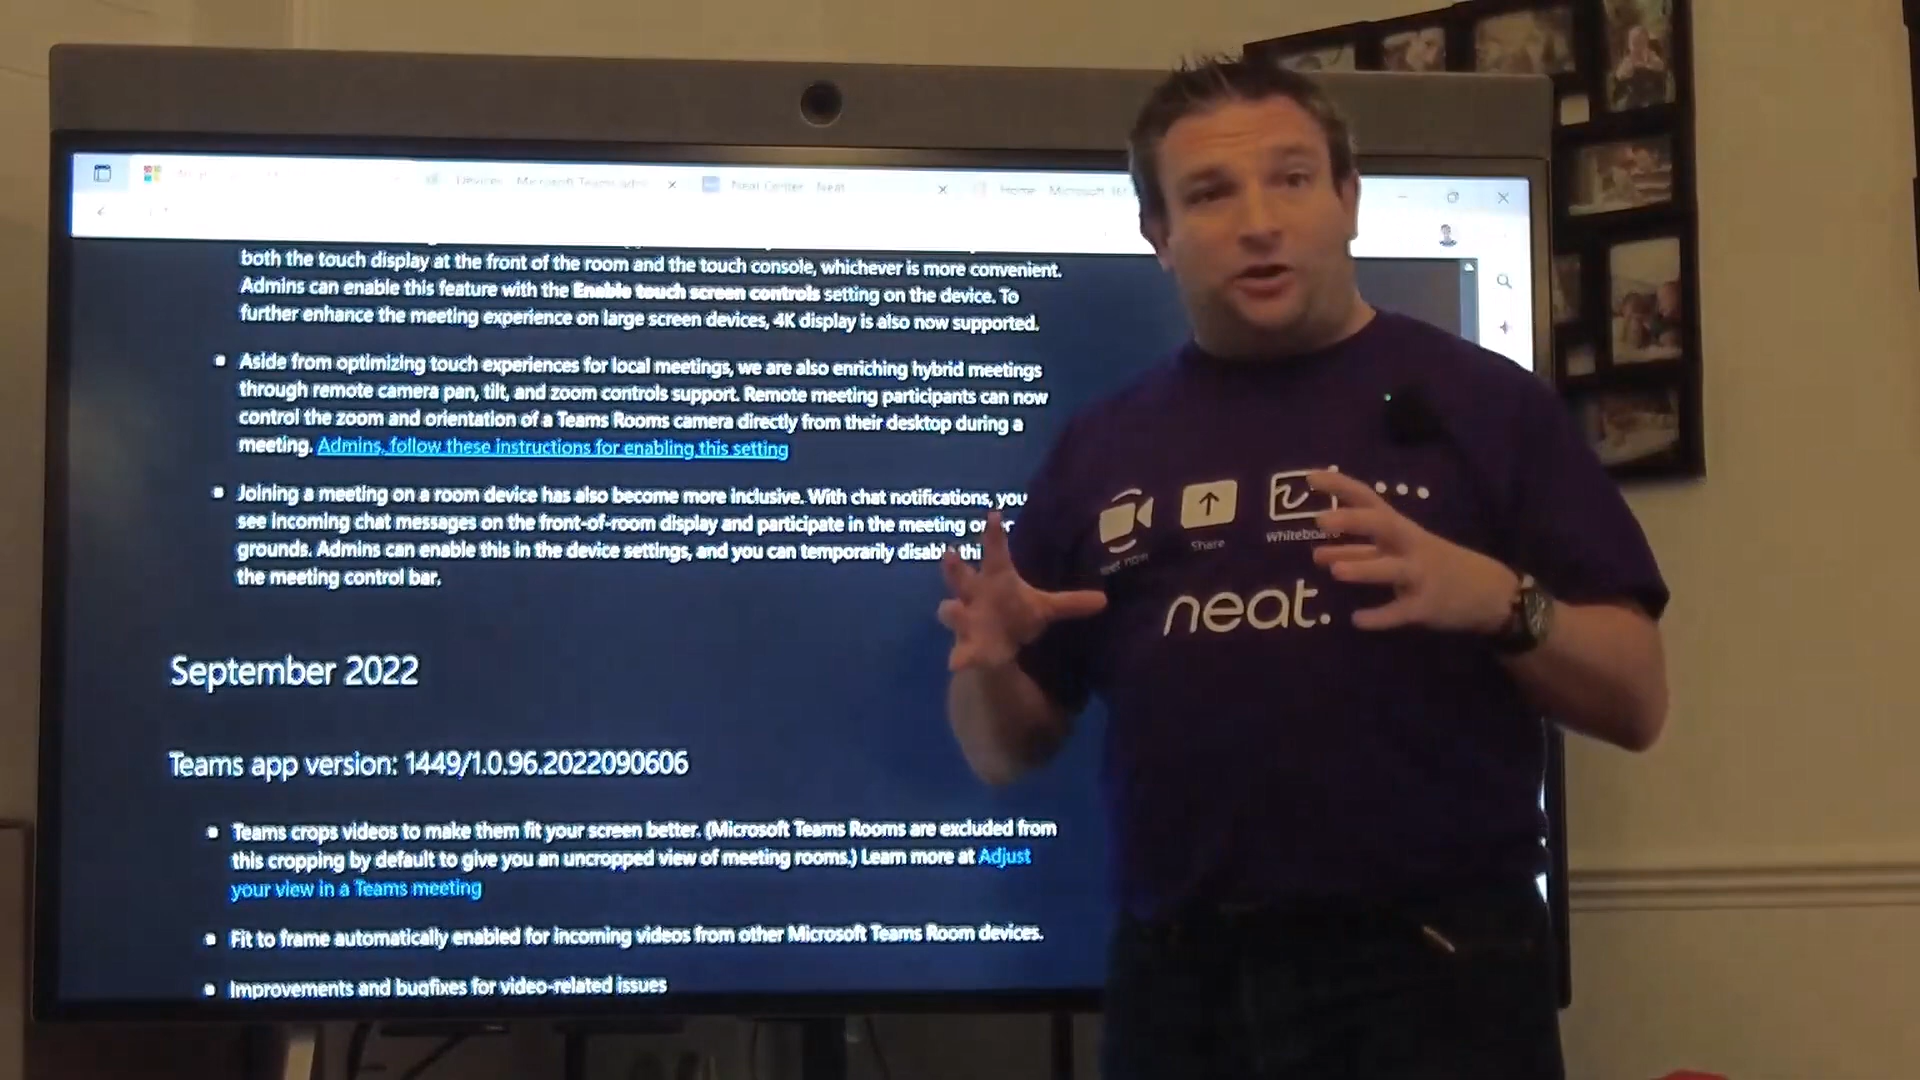 Devices Microsoft Teams
Neat Center Neat
Home Microsoft
both the touch display at the front of the room and the touch console, whichever is more convenient.
Admins can enable this feature with the Enable touch screen controls setting on the device. To
further enhance the meeting experience on large screen devices, 4K display is also now supported.
Aside from optimizing touch experiences for local meetings, we are also enriching hybrid meetings
through remote camera pan, tilt, and zoom controls support. Remote meeting participants can now
control the zoom and orientation of a Teams Rooms camera directly from their desktop during a
meeting. Admins, follow these instructions for enabling this setting
Joining a meeting on a room device has also become more inclusive. With chat notifications, you
see incoming chat messages on the front-of-room display and participate in the meeting on
grounds. Admins can enable this in the device settings, and you can temporarily
the meeting control bar.
September 2022
Teams app version: 1449/1.0.96.2022090606
Teams crops videos to make them fit your screen better. (Microsoft Teams Rooms are excluded from
this cropping by default to give you an uncropped view of meeting rooms.) Learn more at Adjust
your view in a Teams meeting
Fit to frame automatically enabled for incoming videos from other Microsoft Teams Room devices.
Improvements and bugfixes for video-related issues
now
Share
neat.